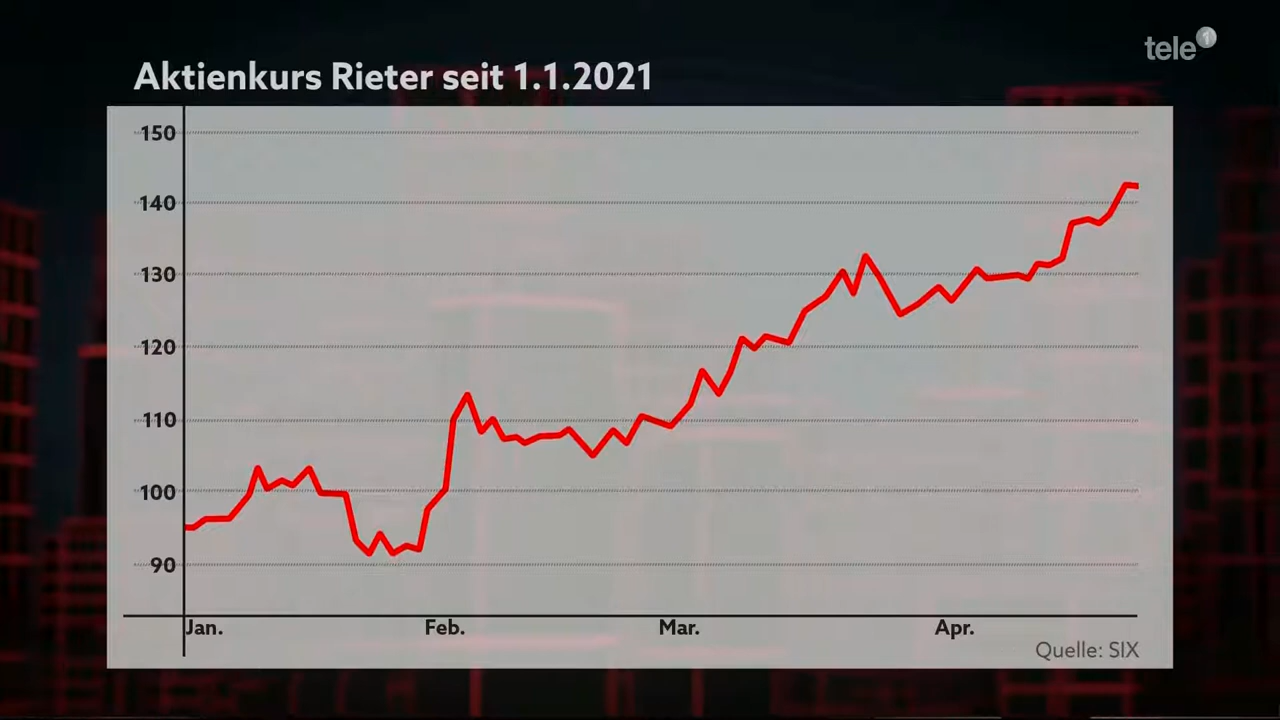 tele1
Aktienkurs Rieter seit 1.1.2021
150
140
130
120
110
100
90
Jan. Feb. Mar. Apr.
Quelle: SIX